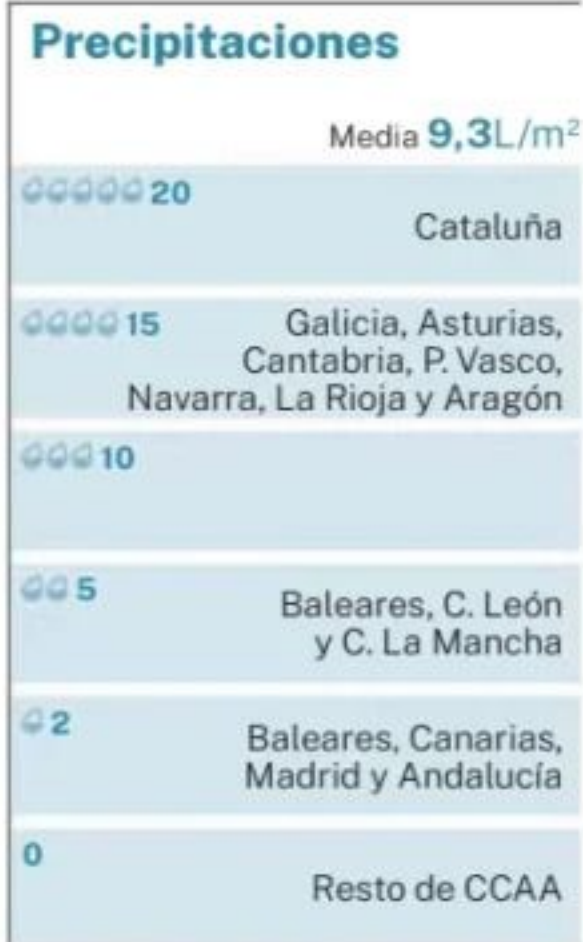 Precipitaciones
Media 9,3L/m²
20
Cataluña
15
Galicia, Asturias,
Cantabria, P. Vasco,
Navarra, La Rioja y Aragón
10
5
Baleares, C. León
y C. La Mancha
2
Baleares, Canarias,
Madrid y Andalucía
0
Resto de CCAA